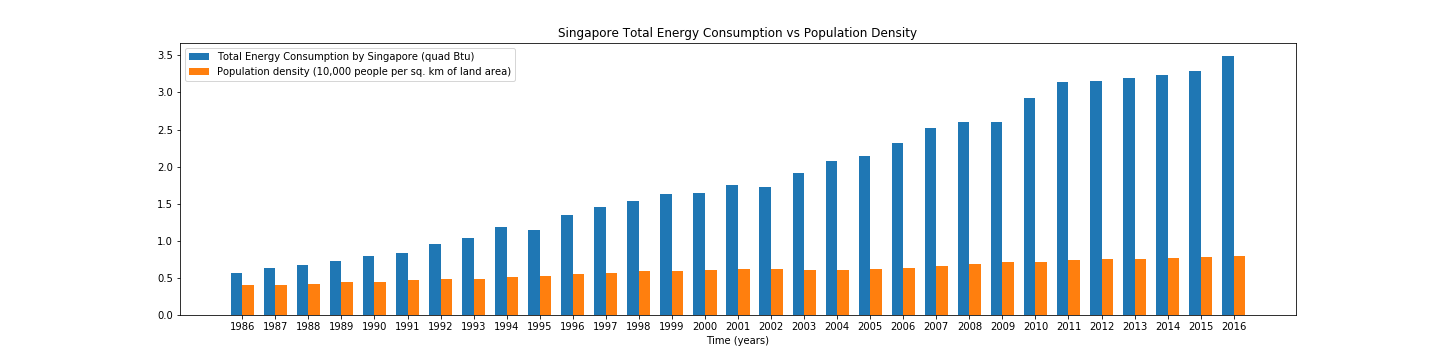 Singapore Total Energy Consumption vs Population Density
Total Energy Consumption by Singapore (quad Btu)
Population density (10,000 people per sq. km of land area)
3.5
3.0
2.5
2.0
1.5
1.0
0.5
0.0
1986 1987 1988 1989 1990 1991 1992 1993 1994 1995 1996 1997 1998 1999 2000 2001 2002 2003 2004 2005 2006 2007 2008 2009 2010 2011 2012 2013 2014 2015 2016
Time (years)